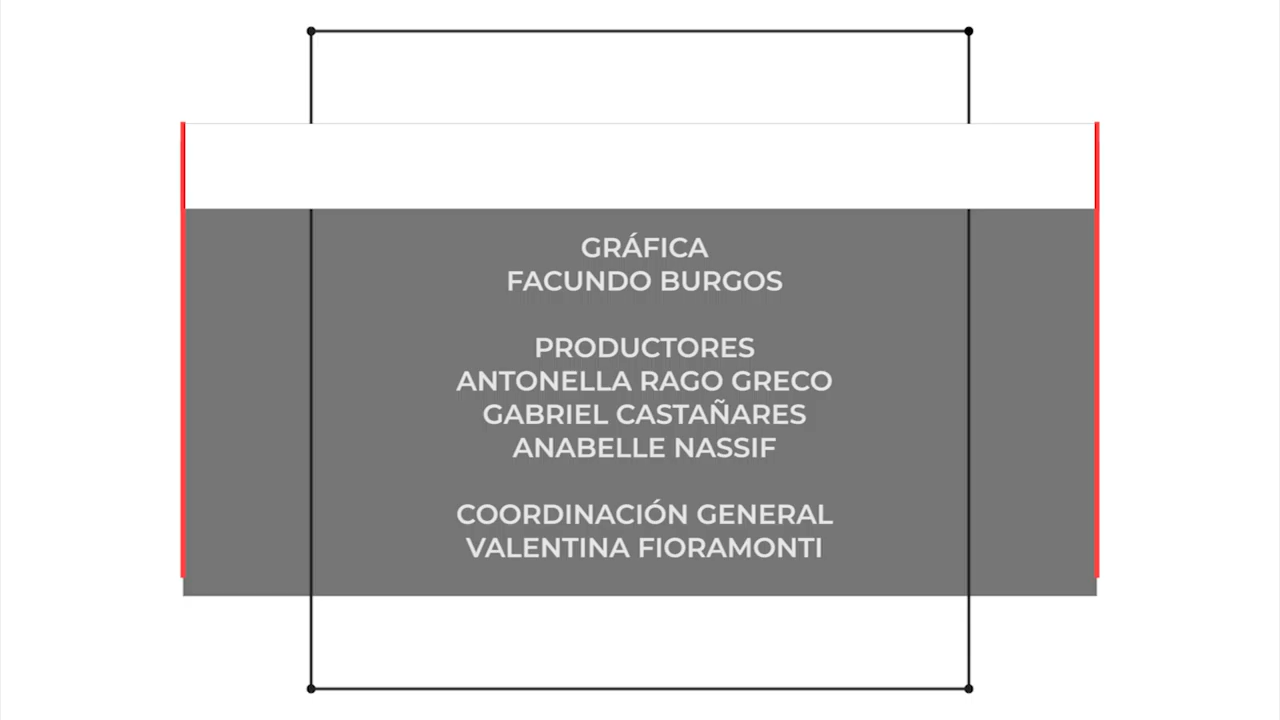 GRÁFICA
FACUNDO BURGOS
PRODUCTORES
ANTONELLA RAGO GRECO
GABRIEL CASTAÑARES
ANABELLE NASSIF
COORDINACIÓN GENERAL
VALENTINA FIORAMONTI